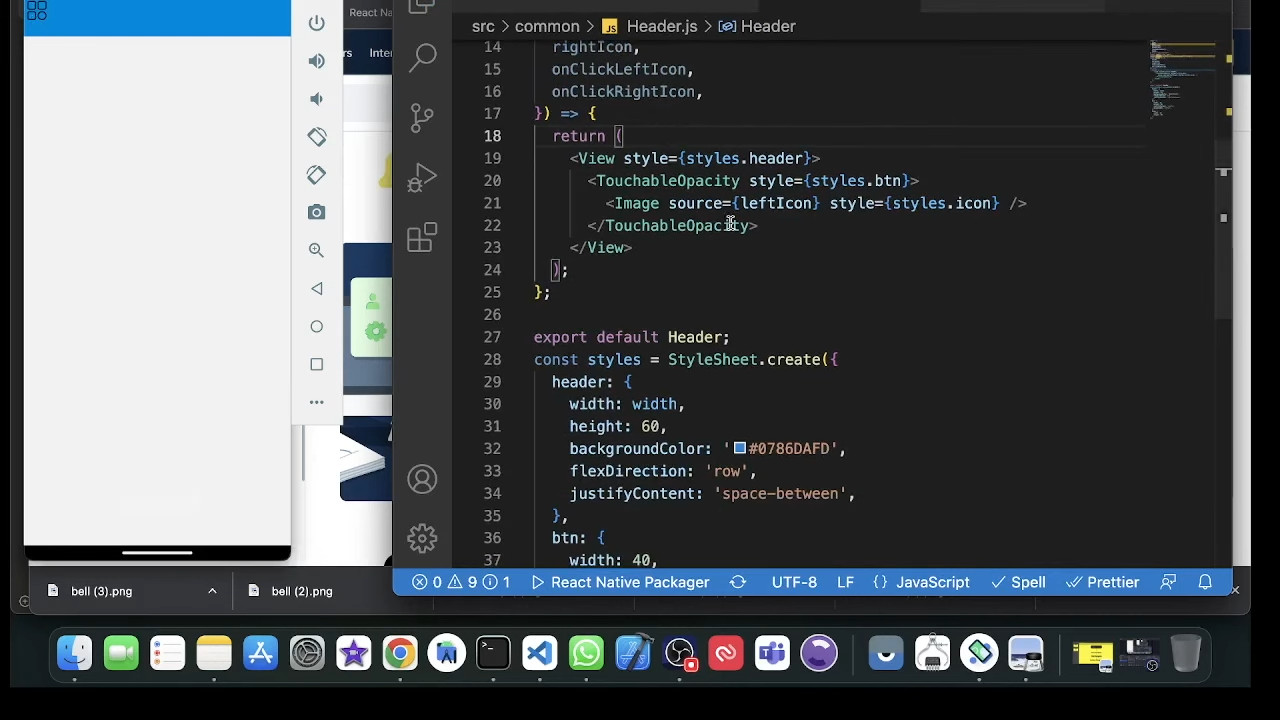 React Na
rs
Inter
src > common > JS Header.js > Header
14 rightIcon,
15 onClickLeftIcon,
16 onClickRightIcon,
17 }) => {
18 return (
19 <View style={styles.header}>
20 <TouchableOpacity style={styles.btn}>
21 <Image source={leftIcon} style={styles.icon} />
22 </TouchableOpacity>
23 </View>
24 );
25 };
26
27 export default Header;
28 const styles = StyleSheet.create({
29 header: {
30 width: width,
31 height: 60,
32 backgroundColor: '#0786DAFD',
33 flexDirection: 'row',
34 justifyContent: 'space-between',
35 },
36 btn: {
37 width: 40,
0 9 1 React Native Packager UTF-8 LF {} JavaScript Spell Prettier
bell (3).png bell (2).png